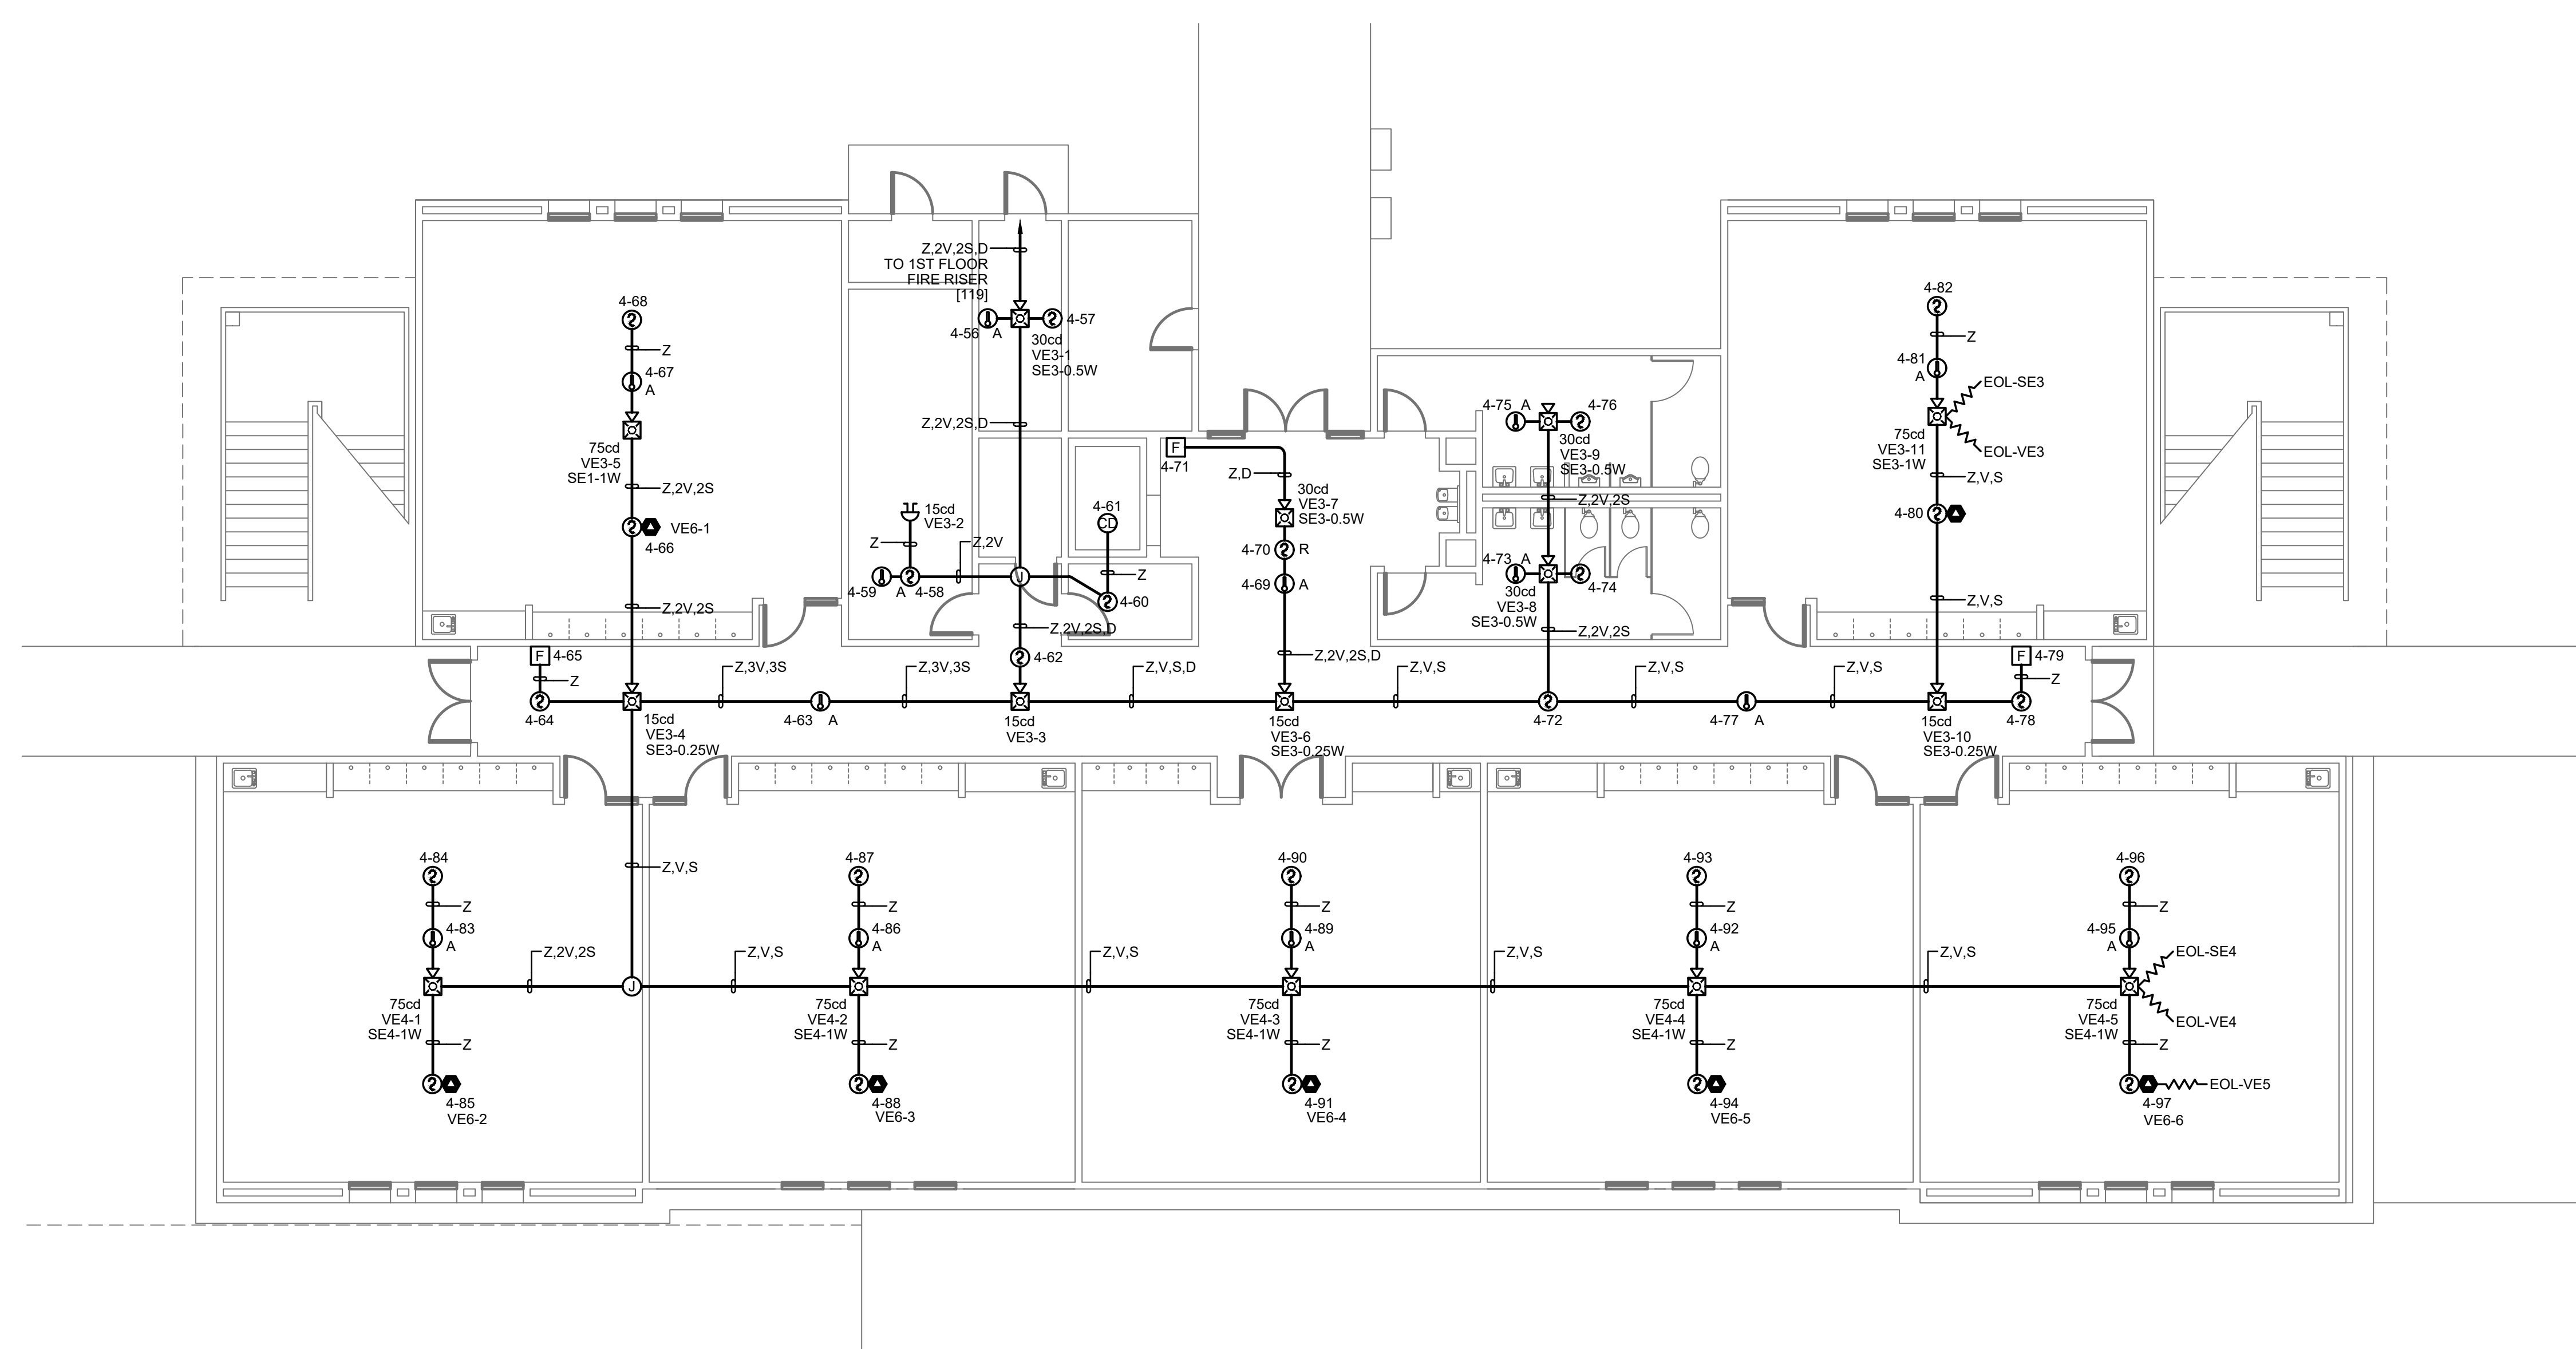 Z,2V,2S,D
TO 1ST FLOOR
FIRE RISER
[119]
4-56
A
4-57
30cd
VE3-1
SE3-0.5W
Z,2V,2S,D
4-68
Z
4-67
A
75cd
VE3-5
SE1-1W
Z,2V,2S
VE6-1
4-66
Z,2V,2S
15cd
VE3-2
Z
Z,2V
4-59
A
4-58
J
4-61
CD
Z
4-60
Z,2V,2S,D
4-62
F
4-71
Z,D
30cd
VE3-7
SE3-0.5W
4-70
R
4-69
A
Z,2V,2S,D
4-75
A
4-76
30cd
VE3-9
SE3-0.5W
Z,2V,2S
4-73
A
4-74
30cd
VE3-8
SE3-0.5W
Z,2V,2S
4-82
Z
4-81
A
EOL-SE3
EOL-VE3
75cd
VE3-11
SE3-1W
Z,V,S
4-80
Z,V,S
F
4-65
Z
4-64
15cd
VE3-4
SE3-0.25W
Z,3V,3S
4-63
A
Z,3V,3S
15cd
VE3-3
Z,V,S,D
15cd
VE3-6
SE3-0.25W
Z,V,S
4-72
Z,V,S
4-77
A
Z,V,S
15cd
VE3-10
SE3-0.25W
F
4-79
Z
4-78
Z,V,S
4-84
Z
4-83
A
75cd
VE4-1
SE4-1W
Z
4-85
VE6-2
Z,2V,2S
J
Z,V,S
4-87
Z
4-86
A
75cd
VE4-2
SE4-1W
Z
4-88
VE6-3
Z,V,S
4-90
Z
4-89
A
75cd
VE4-3
SE4-1W
Z
4-91
VE6-4
Z,V,S
4-93
Z
4-92
A
75cd
VE4-4
SE4-1W
Z
4-94
VE6-5
Z,V,S
4-96
Z
4-95
A
EOL-SE4
EOL-VE4
75cd
VE4-5
SE4-1W
Z
EOL-VE5
4-97
VE6-6